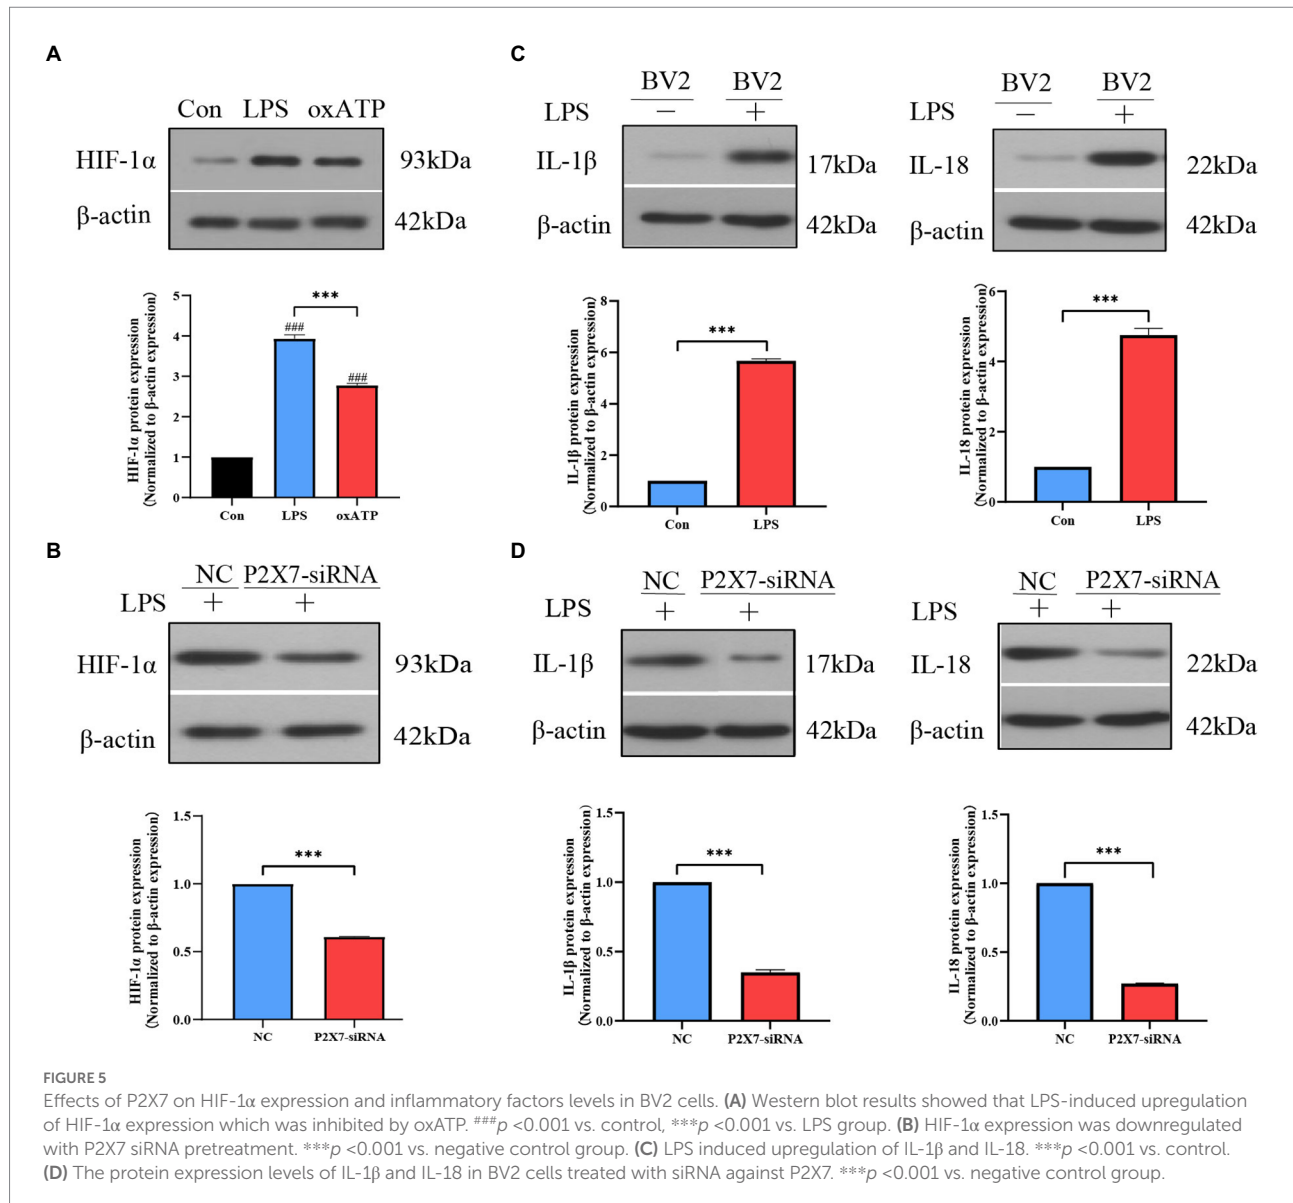 A
Con LPS oxATP
HIF-1α 93kDa
β-actin 42kDa
HIF-1α protein expression
(Normalized to β-actin expression)
5
4
3
2
1
0
***
###
###
Con LPS oxATP
C
BV2 BV2
LPS − +
IL-1β 17kDa
β-actin 42kDa
IL-1β protein expression
(Normalized to β-actin expression)
8
6
4
2
0
***
Con LPS
BV2 BV2
LPS − +
IL-18 22kDa
β-actin 42kDa
IL-18 protein expression
(Normalized to β-actin expression)
6
4
2
0
***
Con LPS
B
NC P2X7-siRNA
LPS + +
HIF-1α 93kDa
β-actin 42kDa
HIF-1α protein expression
(Normalized to β-actin expression)
1.5
1.0
0.5
0.0
***
NC P2X7-siRNA
D
NC P2X7-siRNA
LPS + +
IL-1β 17kDa
β-actin 42kDa
IL-1β protein expression
(Normalized to β-actin expression)
1.5
1.0
0.5
0.0
***
NC P2X7-siRNA
NC P2X7-siRNA
LPS + +
IL-18 22kDa
β-actin 42kDa
IL-18 protein expression
(Normalized to β-actin expression)
1.5
1.0
0.5
0.0
***
NC P2X7-siRNA
FIGURE 5
Effects of P2X7 on HIF-1α expression and inflammatory factors levels in BV2 cells. (A) Western blot results showed that LPS-induced upregulation
of HIF-1α expression which was inhibited by oxATP. ###p <0.001 vs. control, ***p <0.001 vs. LPS group. (B) HIF-1α expression was downregulated
with P2X7 siRNA pretreatment. ***p <0.001 vs. negative control group. (C) LPS induced upregulation of IL-1β and IL-18. ***p <0.001 vs. control.
(D) The protein expression levels of IL-1β and IL-18 in BV2 cells treated with siRNA against P2X7. ***p <0.001 vs. negative control group.